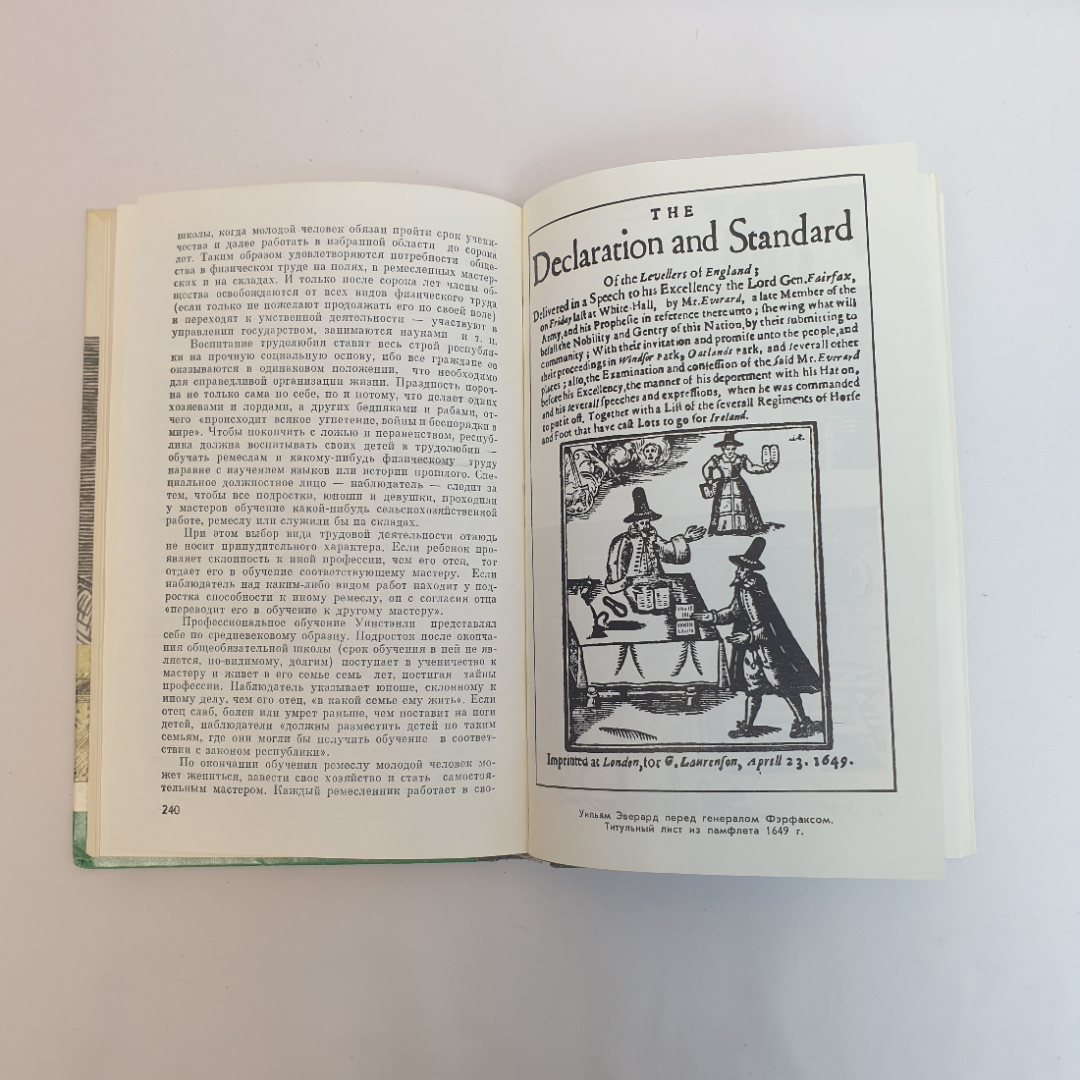 школы, когда молодой человек обязан пройти срок учени-
чества и далее работать в избранной области до сорока
лет. Таким образом удовлетворяются потребности обще-
ства в физическом труде на полях, в ремесленных мастер-
ских и на складах. И только после сорока лет члены об-
щества освобождаются от всех видов физического труда
(если только не пожелают продолжить его по своей воле)
и переходят к умственной деятельности — участвуют в
управлении государством, занимаются науками и т. п.
Воспитание трудолюбия ставит весь строй республи-
ки на прочную социальную основу, ибо все граждане ее
оказываются в одинаковом положении, что необходимо
для справедливой организации жизни. Праздность пороч-
на не только сама по себе, но и потому, что делает одних
хозяевами и лордами, а других бедняками и рабами, от-
чего «происходит всякое угнетение, войны и беспорядки в
мире». Чтобы покончить с ложью и неравенством, респуб-
лика должна воспитывать своих детей в трудолюбии —
обучать ремеслам и какому-нибудь физическому труду
наравне с изучением языков или истории прошлого. Спе-
циальное должностное лицо — наблюдатель — следит за
тем, чтобы все подростки, юноши и девушки, проходили
у мастеров обучение какой-нибудь сельскохозяйственной
работе, ремеслу или служили бы на складах.
При этом выбор вида трудовой деятельности отнюдь
не носит принудительного характера. Если ребенок про-
являет склонность к иной профессии, чем его отец, тот
отдает его в обучение соответствующему мастеру. Если
наблюдатель над каким-либо видом работ находит у под-
ростка способности к иному ремеслу, он с согласия отца
«переводит его в обучение к другому мастеру».
Профессиональное обучение Уинстэнли представлял
себе по средневековому образцу. Подросток после оконча-
ния общеобязательной школы (срок обучения в ней не яв-
ляется, по-видимому, долгим) поступает в ученичество к
мастеру и живет в его семье семь лет, постигая тайны
профессии. Наблюдатель указывает юноше, склонному к
иному делу, чем его отец, «в какой семье ему жить». Если
отец слаб, болен или умрет раньше, чем поставит на ноги
детей, наблюдатели «должны разместить детей по таким
семьям, где они могли бы получить обучение в соответ-
ствии с законом республики».
По окончании обучения ремеслу молодой человек мо-
жет жениться, завести свое хозяйство и стать самостоя-
тельным мастером. Каждый ремесленник работает в сво-
240
THE
Declaration and Standard
Of the Levellers of England;
Delivered in a Speech to his Excellency the Lord Gen. Fairfax,
on Friday last at White-Hall, by Mr. Everard, a late Member of the
Army, and his Prophesie in reference thereunto; shewing what will
befall the Nobility and Gentry of this Nation, by their submitting to
community; With their invitation and promise unto the people, and
their proceedings in Windsor Park, Oatlands Park, and severall other
places; also, the Examination and confession of the said Mr. Everard
before his Excellency, the manner of his deportment with his Hat on,
and his severall speeches and expressions, when he was commanded
to put it off. Together with a List of the severall Regiments of Horse
and Foot that have cast Lots to go for Ireland.
Imprinted at London, for G. Laurenson, Aprill 23. 1649.
Уильям Эверард перед генералом Фэрфаксом.
Титульный лист из памфлета 1649 г.